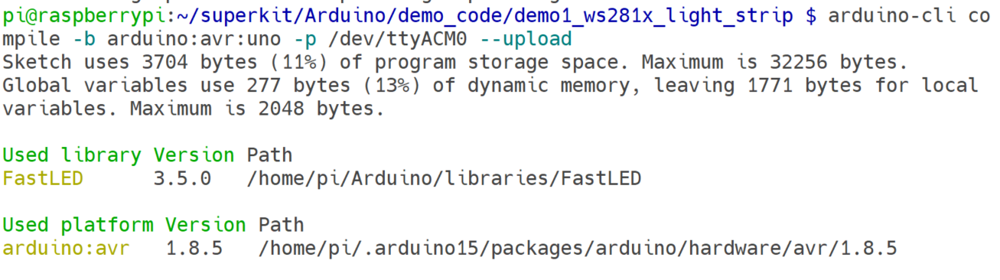 pi@raspberrypi:~/superkit/Arduino/demo_code/demo1_ws281x_light_strip $ arduino-cli co
mpile -b arduino:avr:uno -p /dev/ttyACM0 --upload
Sketch uses 3704 bytes (11%) of program storage space. Maximum is 32256 bytes.
Global variables use 277 bytes (13%) of dynamic memory, leaving 1771 bytes for local
variables. Maximum is 2048 bytes.
Used library Version Path
FastLED 3.5.0 /home/pi/Arduino/libraries/FastLED
Used platform Version Path
arduino:avr 1.8.5 /home/pi/.arduino15/packages/arduino/hardware/avr/1.8.5